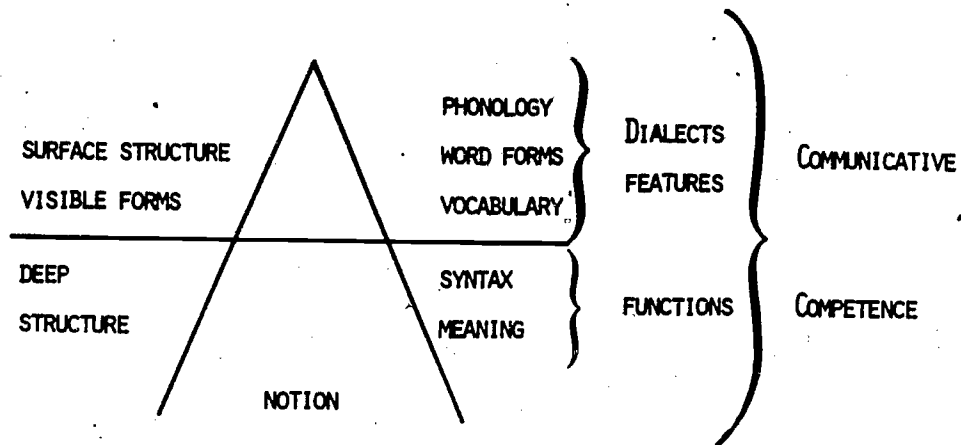 SURFACE STRUCTURE
VISIBLE FORMS
DEEP
STRUCTURE
NOTION
PHONOLOGY
WORD FORMS
VOCABULARY
SYNTAX
MEANING
DIALECTS
FEATURES
FUNCTIONS
COMMUNICATIVE
COMPETENCE